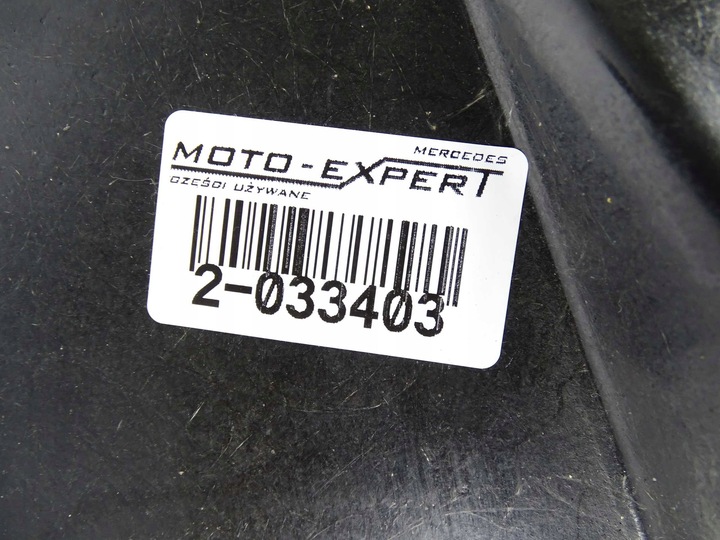 MERCEDES
MOTO-EXPERT
CZĘŚCI UŻYWANE
2-033403